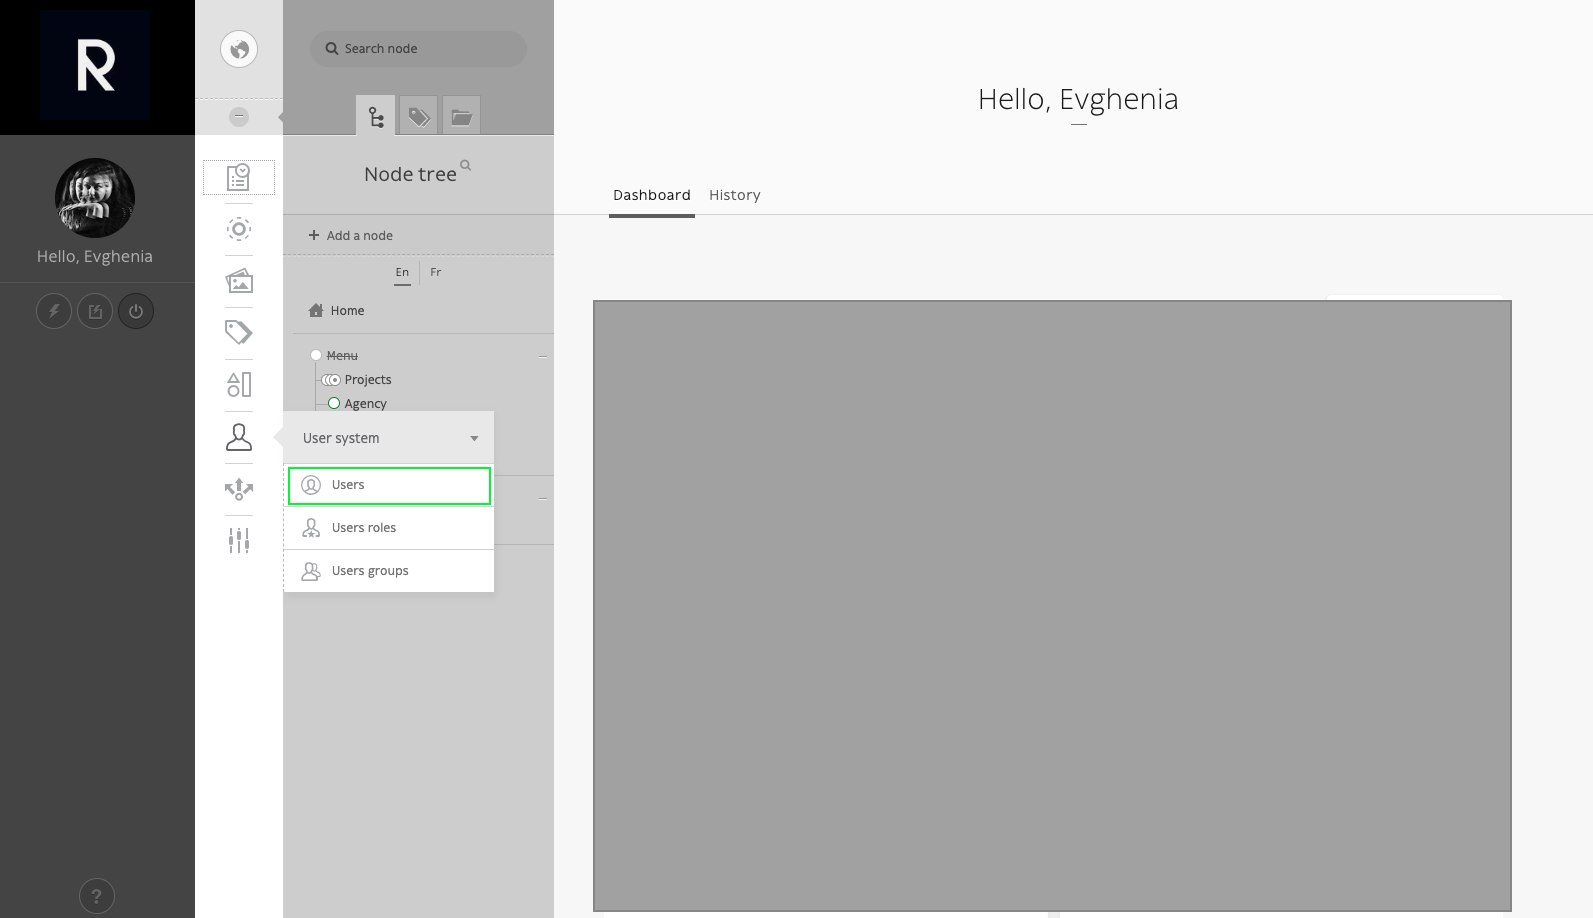 R
Hello, Evghenia
?
Search node
Node tree
+ Add a node
En
Fr
Home
Menu
Projects
Agency
User system
Users
Users roles
Users groups
Hello, Evghenia
Dashboard
History